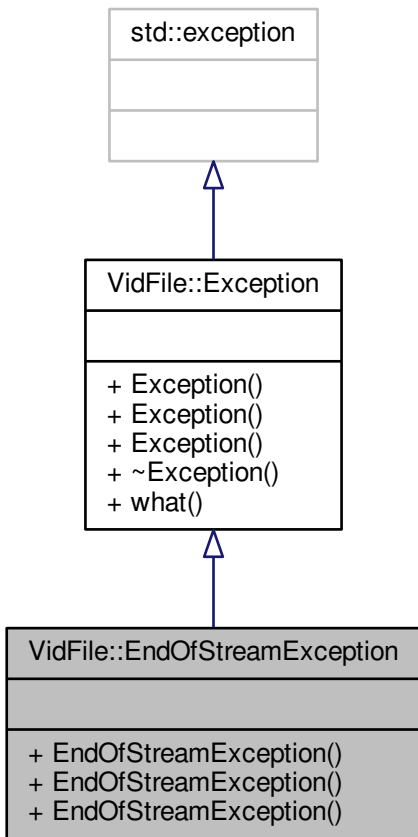 std::exception
VidFile::Exception
+ Exception()
+ Exception()
+ Exception()
+ ~Exception()
+ what()
VidFile::EndOfStreamException
+ EndOfStreamException()
+ EndOfStreamException()
+ EndOfStreamException()